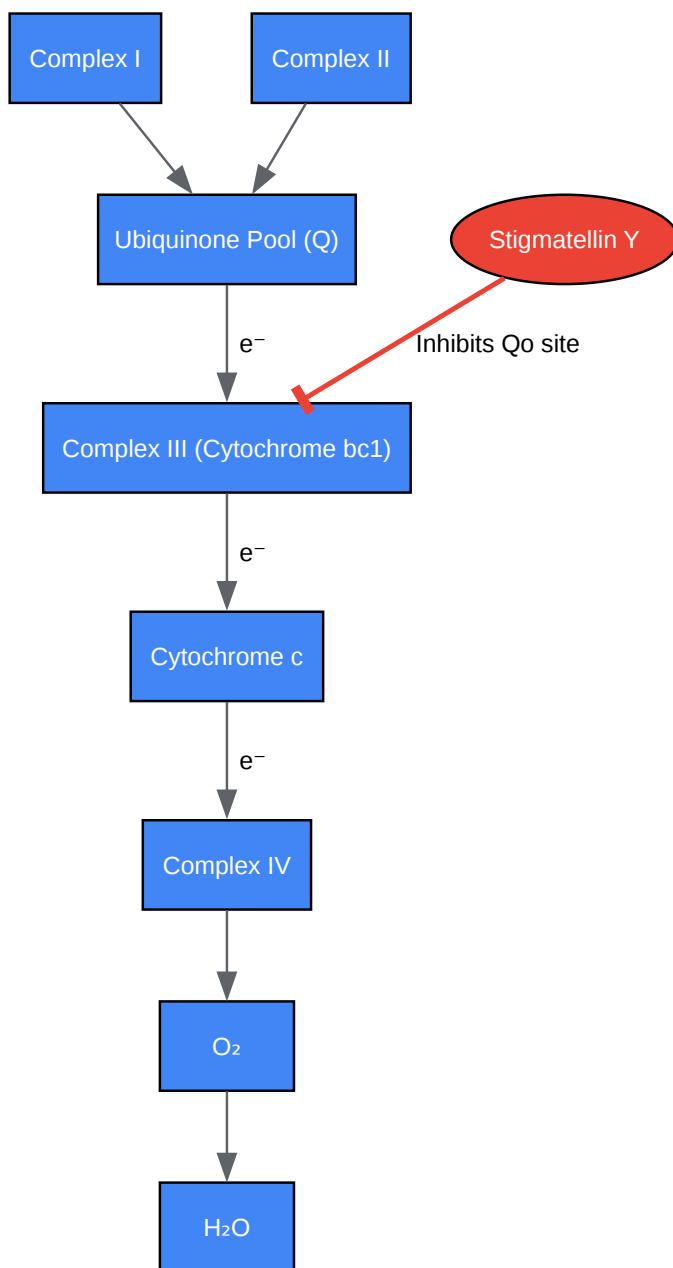 Complex I
Complex II
Ubiquinone Pool (Q)
Stigmatellin Y
e⁻
Inhibits Qo site
Complex III (Cytochrome bc1)
e⁻
Cytochrome c
e⁻
Complex IV
O₂
H₂O